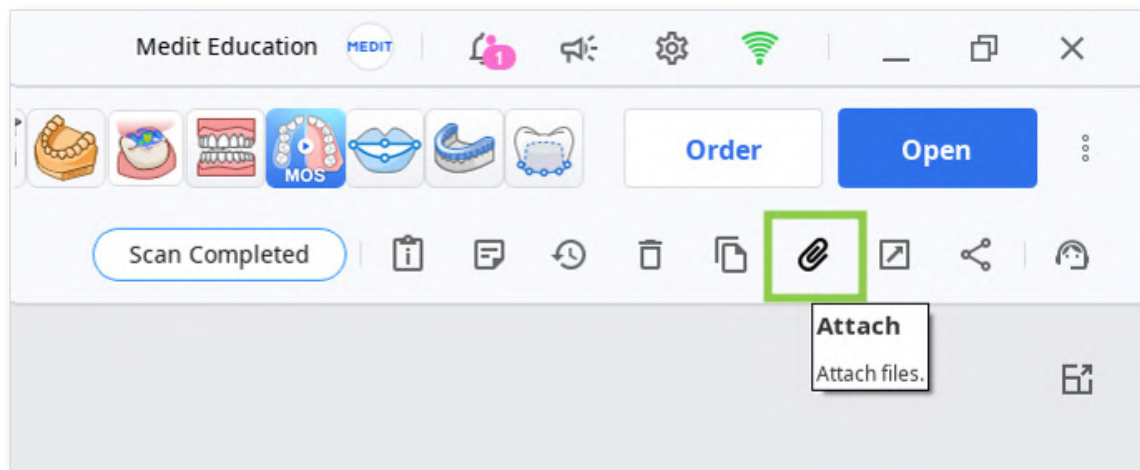 Medit Education
MEDIT
1
MOS
Order
Open
Scan Completed
Attach
Attach files.